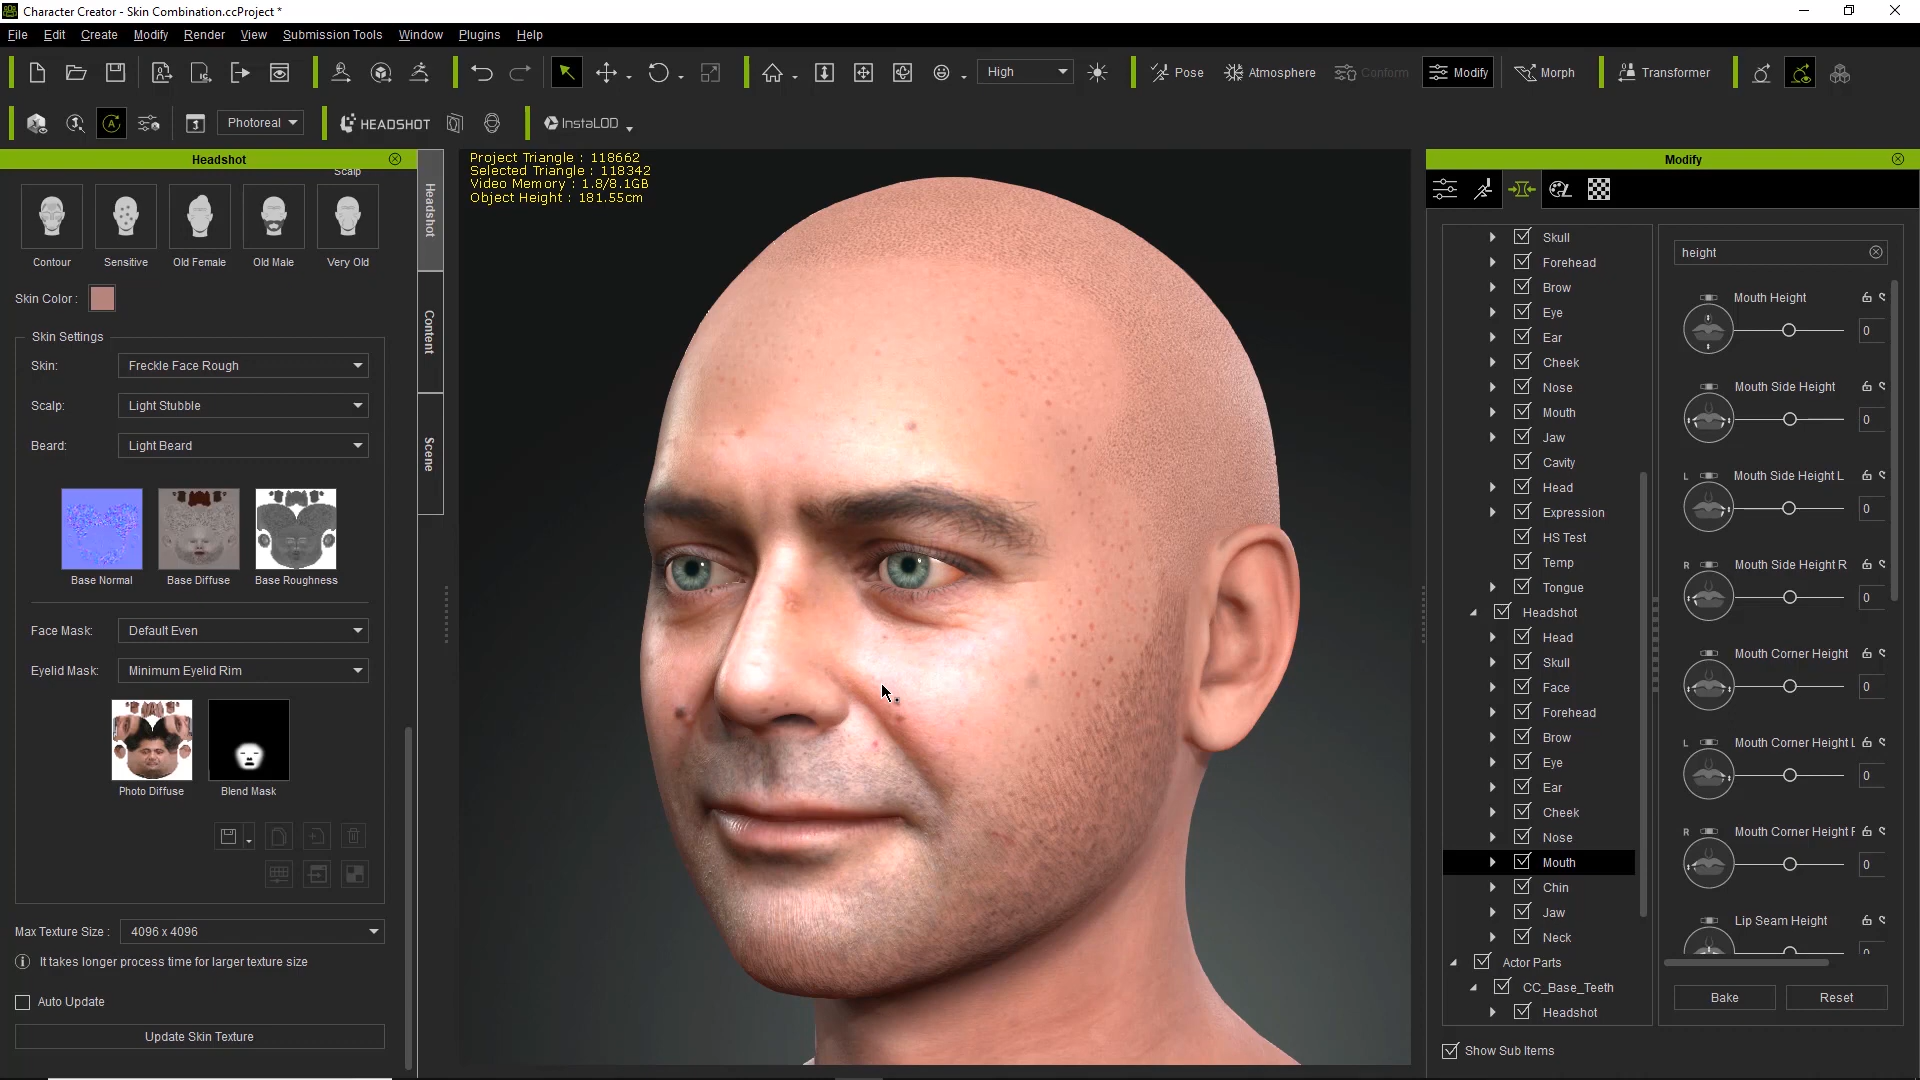 Character Creator - Skin Combination.ccProject *
File Edit Create Modify Render View Submission Tools Window Plugins Help
High Pose Atmosphere Conform Modify Morph Transformer
Photoreal HEADSHOT InstaLOD
Headshot
Scalp
Contour Sensitive Old Female Old Male Very Old
Skin Color :
Skin Settings
Skin: Freckle Face Rough
Scalp: Light Stubble
Beard: Light Beard
Base Normal Base Diffuse Base Roughness
Face Mask: Default Even
Eyelid Mask: Minimum Eyelid Rim
Photo Diffuse Blend Mask
Max Texture Size : 4096 x 4096
It takes longer process time for larger texture size
Auto Update
Update Skin Texture
Headshot
Content
Scene
Project Triangle : 118662
Selected Triangle : 118342
Video Memory : 1.8/8.1GB
Object Height : 181.55cm
Modify
Skull
Forehead
Brow
Eye
Ear
Cheek
Nose
Mouth
Jaw
Cavity
Head
Expression
HS Test
Temp
Tongue
Headshot
Head
Skull
Face
Forehead
Brow
Eye
Ear
Cheek
Nose
Mouth
Chin
Jaw
Neck
Actor Parts
CC_Base_Teeth
Headshot
Show Sub Items
height
Mouth Height
0
Mouth Side Height
0
L Mouth Side Height L
0
R Mouth Side Height R
0
Mouth Corner Height
0
L Mouth Corner Height L
0
R Mouth Corner Height R
0
Lip Seam Height
0
Bake Reset